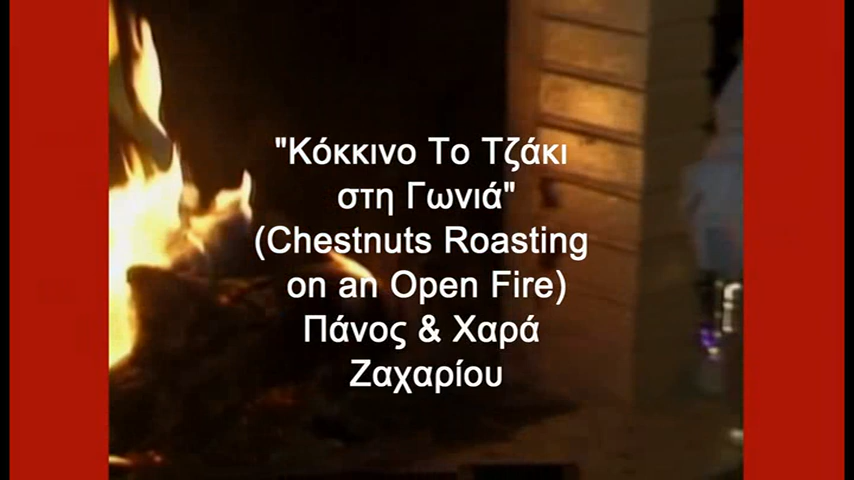 "Κόκκινο Το Τζάκι
στη Γωνιά"
(Chestnuts Roasting
on an Open Fire)
Πάνος & Χαρά
Ζαχαρίου